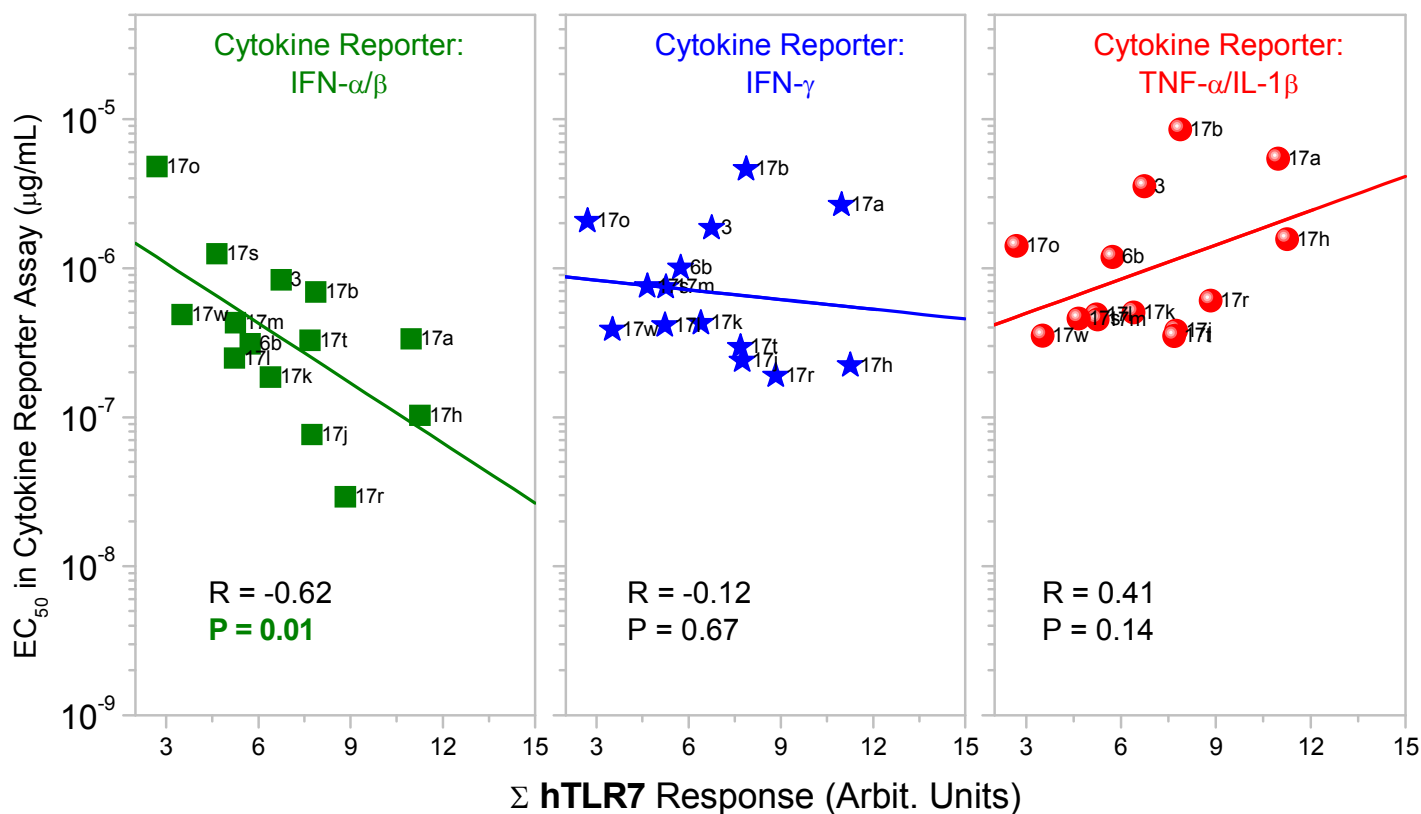 Cytokine Reporter:
IFN-α/β
Cytokine Reporter:
IFN-γ
Cytokine Reporter:
TNF-α/IL-1β
EC50 in Cytokine Reporter Assay (μg/mL)
10-5
10-6
10-7
10-8
10-9
17o
17s
3
17b
17w
17m
6b
17t
17a
17l
17k
17h
17j
17r
R = -0.62
P = 0.01
17b
17a
17o
3
6b
17m
17w
17k
17t
17j
17r
17h
R = -0.12
P = 0.67
17b
17a
3
17o
17h
6b
17r
17k
17w
17j
R = 0.41
P = 0.14
3 6 9 12 15
3 6 9 12 15
3 6 9 12 15
Σ hTLR7 Response (Arbit. Units)